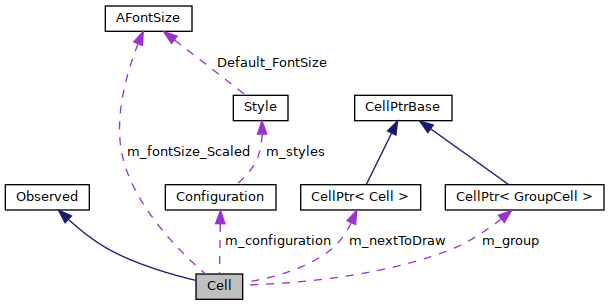 AFontSize
Default_FontSize
Style
CellPtrBase
m_fontSize_Scaled
m_styles
Observed
Configuration
CellPtr< Cell >
CellPtr< GroupCell >
m_configuration
m_nextToDraw
m_group
Cell